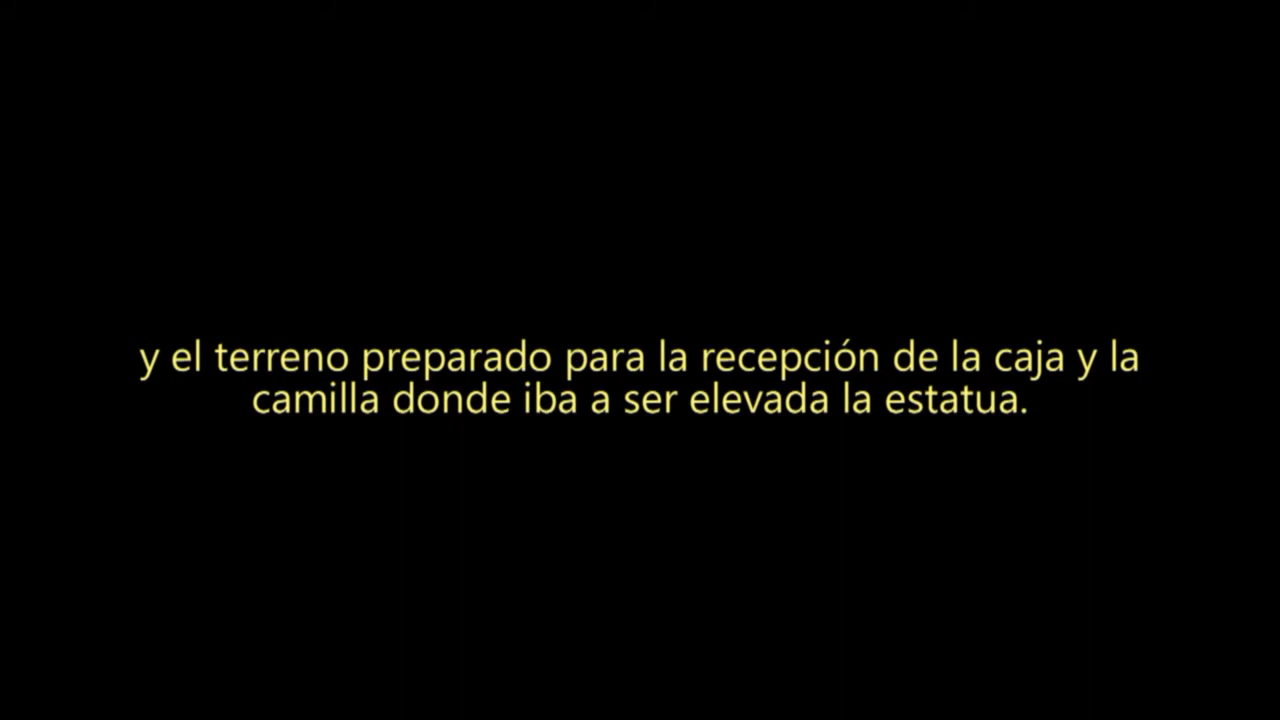 y el terreno preparado para la recepción de la caja y la
camilla donde iba a ser elevada la estatua.